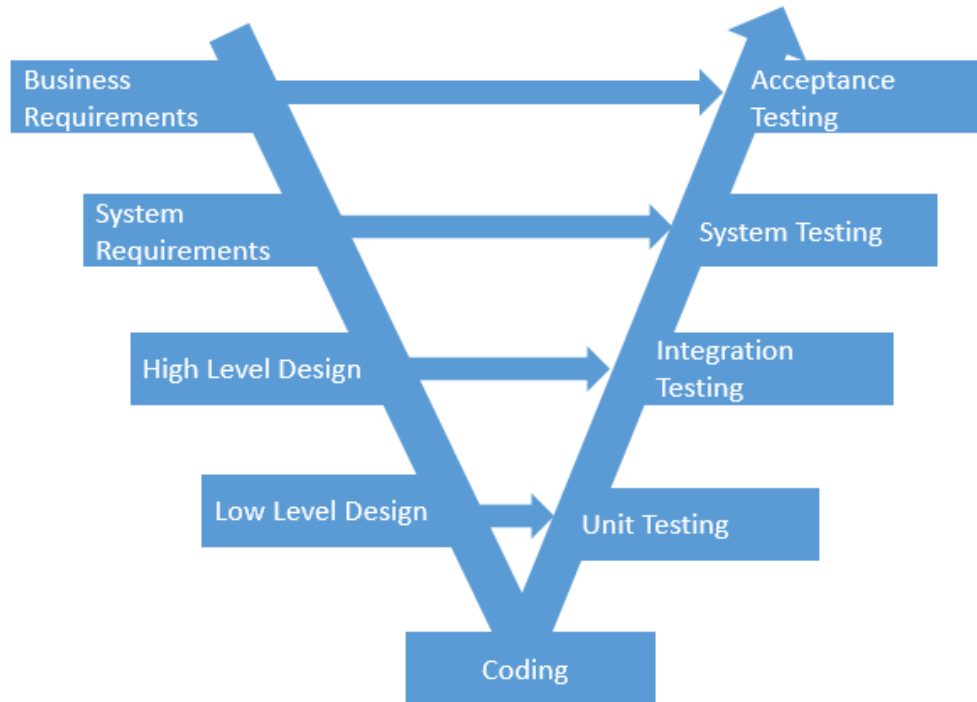 Business
Requirements
Acceptance
Testing
System
Requirements
System Testing
High Level Design
Integration
Testing
Low Level Design
Unit Testing
Coding